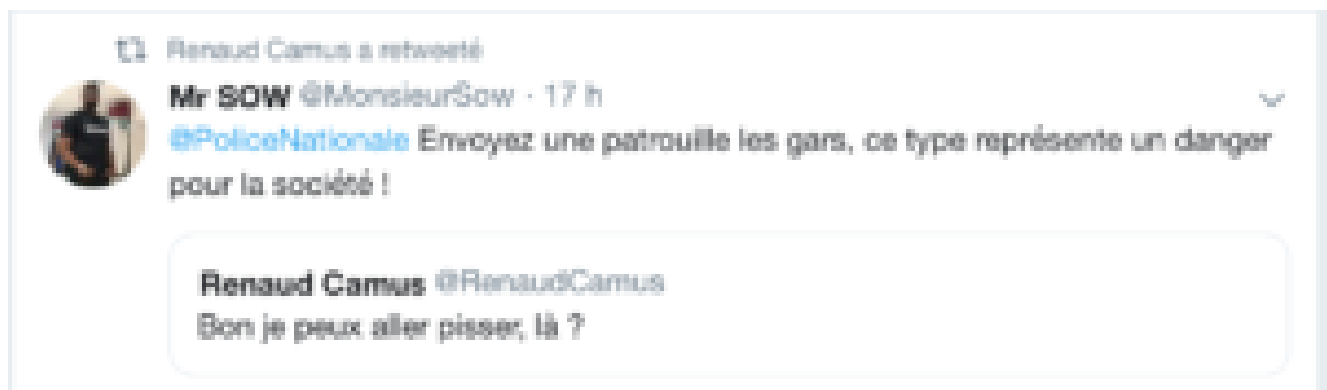 Renaud Camus a retweeté
Mr SOW @MonsieurSow · 17 h
@PoliceNationale Envoyez une patrouille les gars, ce type représente un danger
pour la société !
Renaud Camus @RenaudCamus
Bon je peux aller pisser, là ?